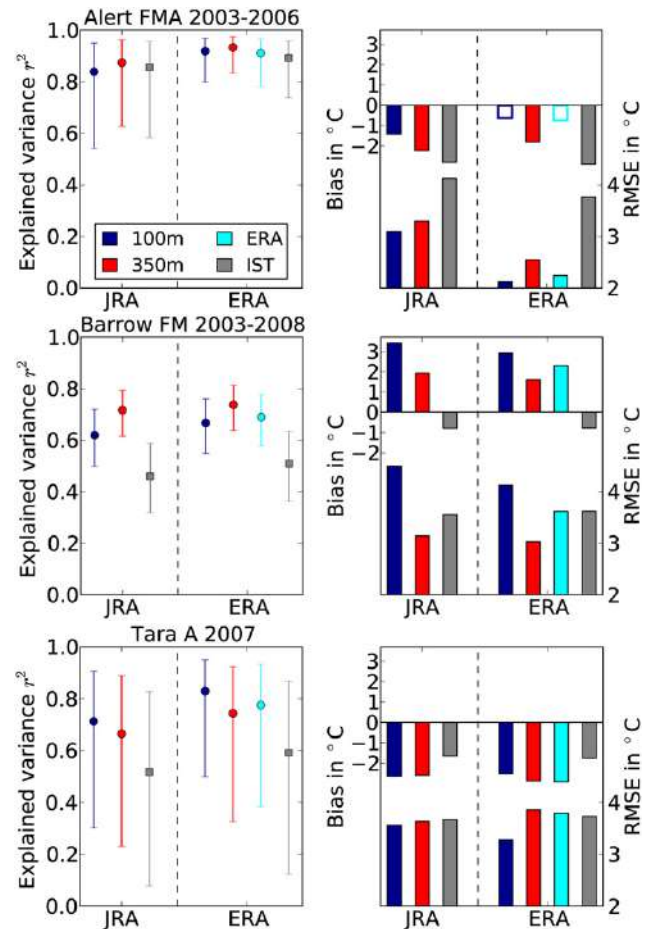 Alert FMA 2003-2006
Explained variance r²
1.0
0.8
0.6
0.4
0.2
0.0
100m
350m
ERA
IST
JRA
ERA
Bias in °C
3
2
1
0
−1
−2
RMSE in °C
4
3
2
JRA
ERA
Barrow FM 2003-2008
Explained variance r²
1.0
0.8
0.6
0.4
0.2
0.0
JRA
ERA
Bias in °C
3
2
1
0
−1
−2
RMSE in °C
4
3
2
JRA
ERA
Tara A 2007
Explained variance r²
1.0
0.8
0.6
0.4
0.2
0.0
JRA
ERA
Bias in °C
3
2
1
0
−1
−2
RMSE in °C
4
3
2
JRA
ERA